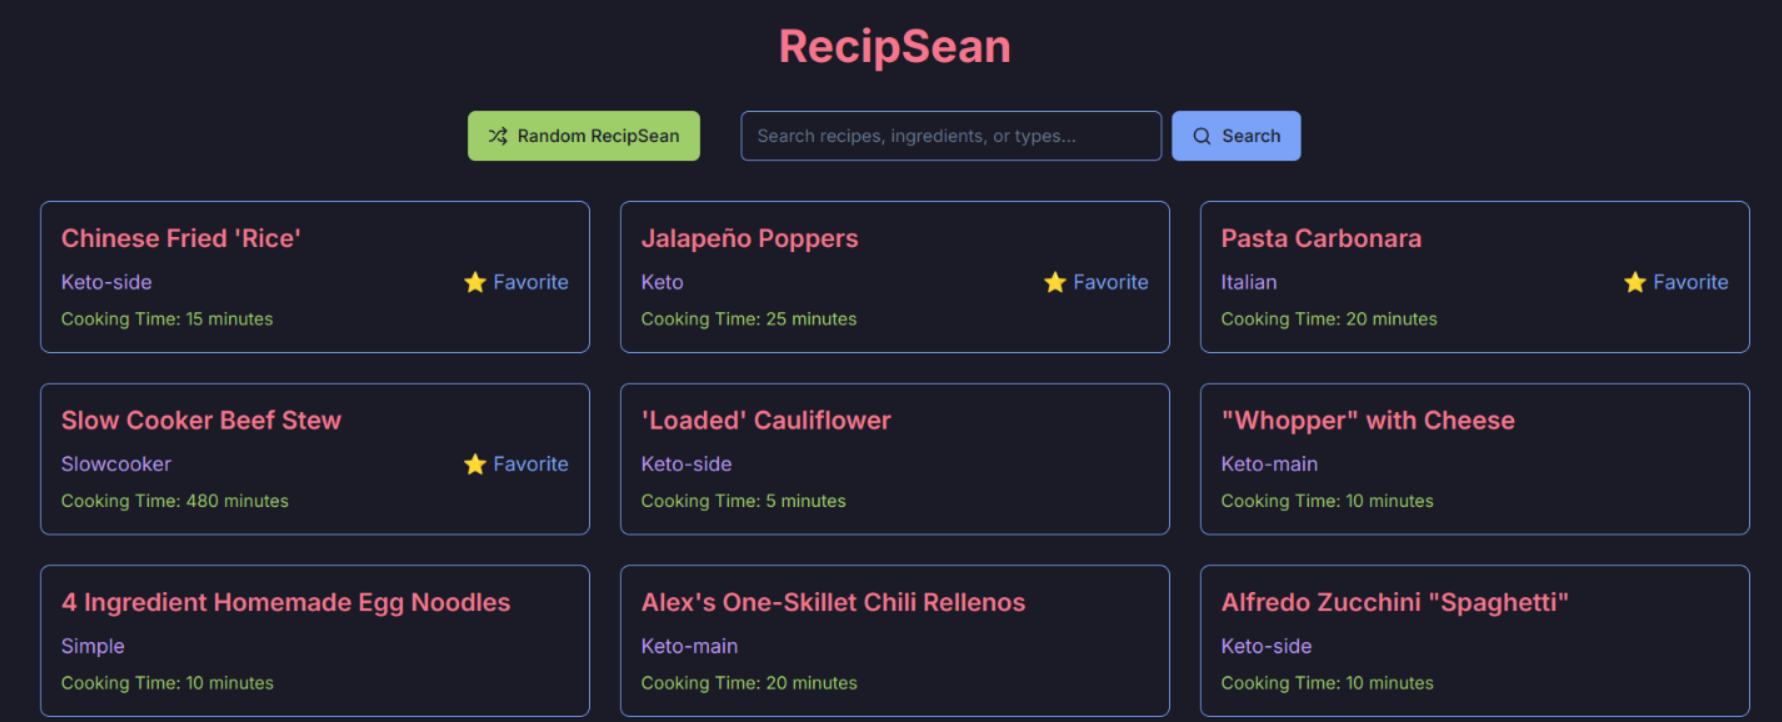 RecipSean
Random RecipSean
Search recipes, ingredients, or types...
Search
Chinese Fried 'Rice'
Keto-side
⭐ Favorite
Cooking Time: 15 minutes
Jalapeño Poppers
Keto
⭐ Favorite
Cooking Time: 25 minutes
Pasta Carbonara
Italian
⭐ Favorite
Cooking Time: 20 minutes
Slow Cooker Beef Stew
Slowcooker
⭐ Favorite
Cooking Time: 480 minutes
'Loaded' Cauliflower
Keto-side
Cooking Time: 5 minutes
"Whopper" with Cheese
Keto-main
Cooking Time: 10 minutes
4 Ingredient Homemade Egg Noodles
Simple
Cooking Time: 10 minutes
Alex's One-Skillet Chili Rellenos
Keto-main
Cooking Time: 20 minutes
Alfredo Zucchini "Spaghetti"
Keto-side
Cooking Time: 10 minutes